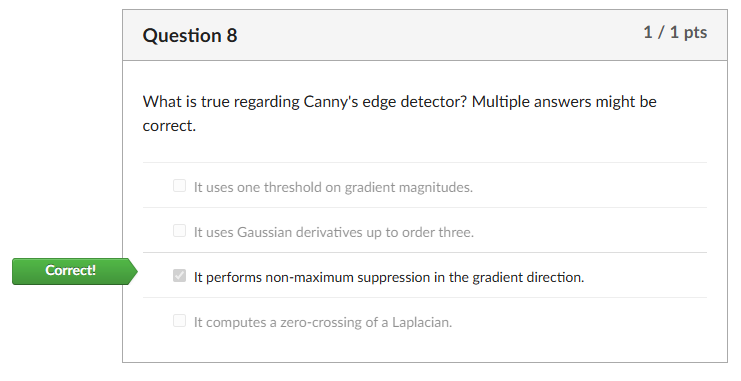 Question 8
1 / 1 pts
What is true regarding Canny's edge detector? Multiple answers might be
correct.
It uses one threshold on gradient magnitudes.
It uses Gaussian derivatives up to order three.
Correct!
It performs non-maximum suppression in the gradient direction.
It computes a zero-crossing of a Laplacian.